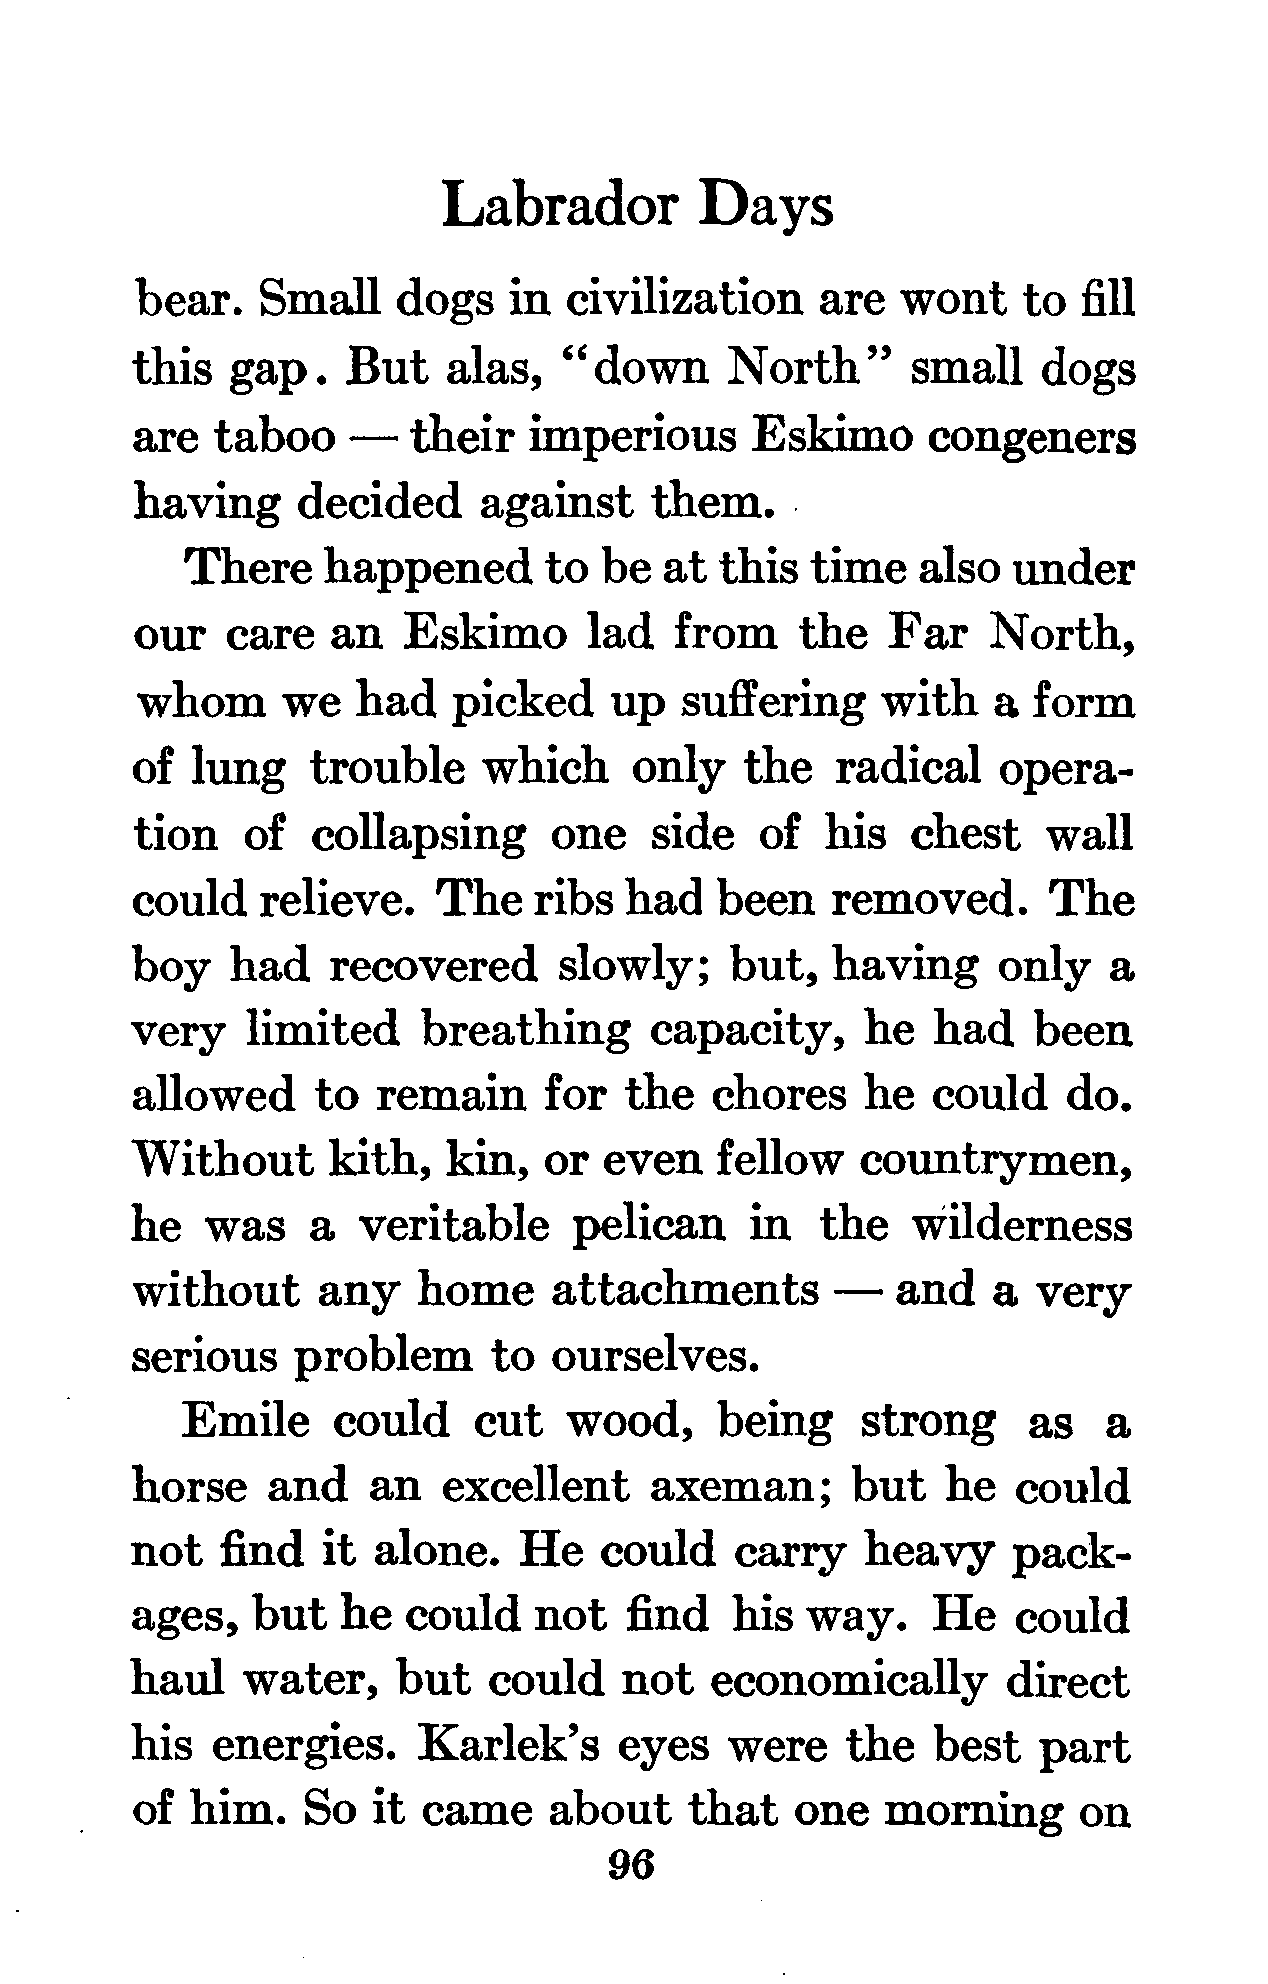 Labrador Days
bear. Small dogs in civilization are wont to fill
this gap. But alas, “down North” small dogs
are taboo — their imperious Eskimo congeners
having decided against them.
There happened to be at this time also under
our care an Eskimo lad from the Far North,
whom we had picked up suffering with a form
of lung trouble which only the radical opera-
tion of collapsing one side of his chest wall
could relieve. The ribs had been removed. The
boy had recovered slowly; but, having only a
very limited breathing capacity, he had been
allowed to remain for the chores he could do.
Without kith, kin, or even fellow countrymen,
he was a veritable pelican in the wilderness
without any home attachments — and a very
serious problem to ourselves.
Emile could cut wood, being strong as a
horse and an excellent axeman; but he could
not find it alone. He could carry heavy pack-
ages, but he could not find his way. He could
haul water, but could not economically direct
his energies. Karlek’s eyes were the best part
of him. So it came about that one morning on
96